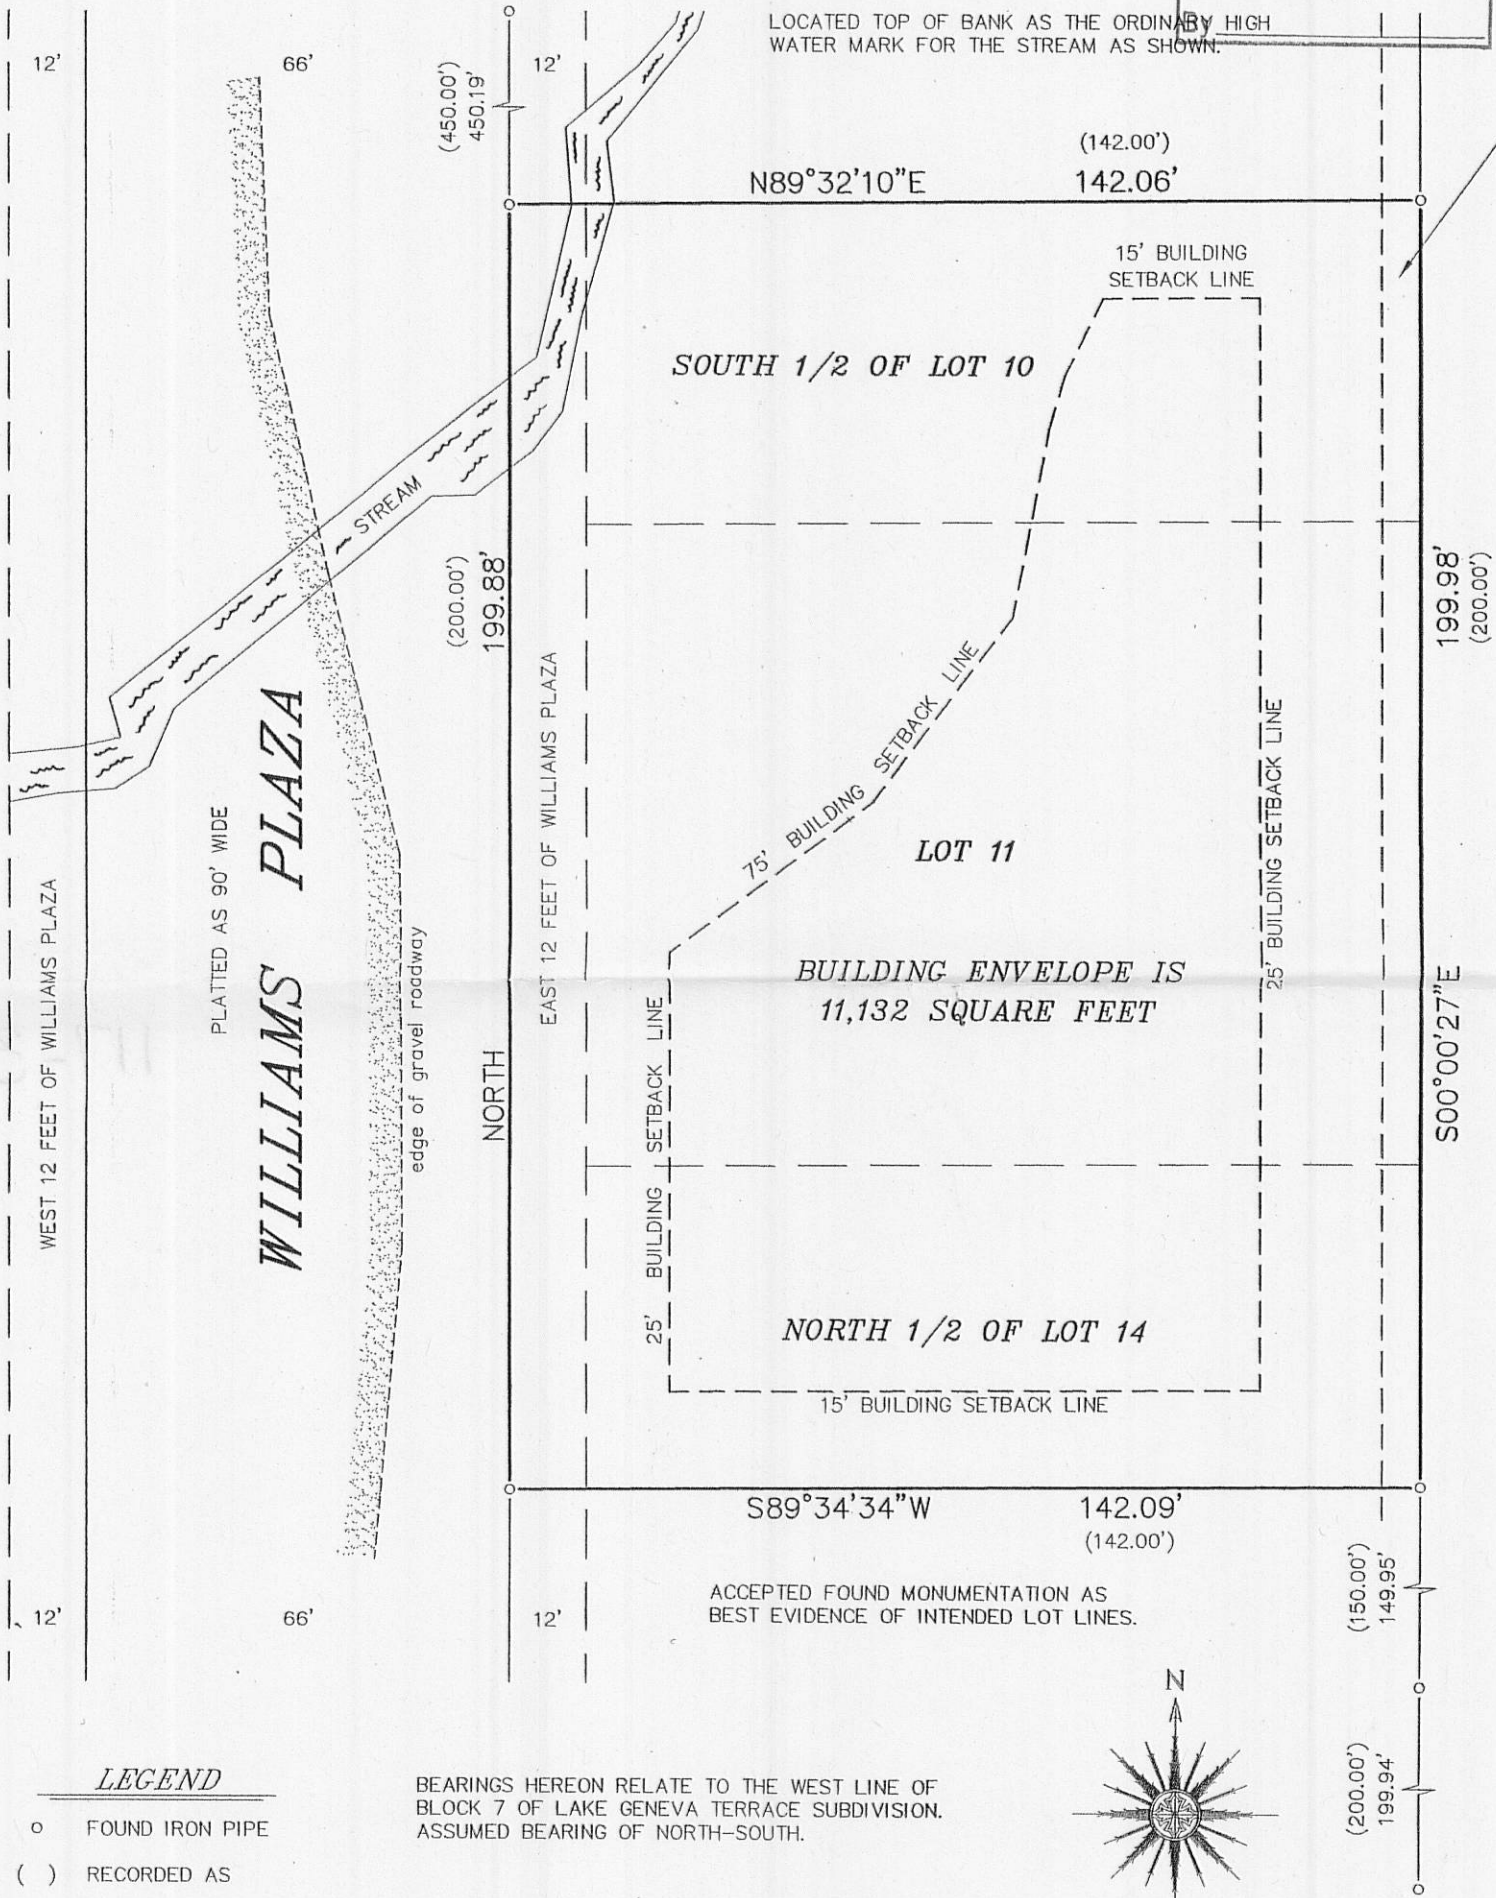 LOCATED TOP OF BANK AS THE ORDINARY HIGH
WATER MARK FOR THE STREAM AS SHOWN.
By
12'
66'
(450.00')
450.19'
12'
(142.00')
N89°32'10"E 142.06'
15' BUILDING
SETBACK LINE
SOUTH 1/2 OF LOT 10
STREAM
(200.00')
199.88'
199.98'
(200.00')
75' BUILDING SETBACK LINE
LOT 11
25' BUILDING SETBACK LINE
WEST 12 FEET OF WILLIAMS PLAZA
PLATTED AS 90' WIDE
WILLIAMS PLAZA
edge of gravel roadway
NORTH
EAST 12 FEET OF WILLIAMS PLAZA
BUILDING ENVELOPE IS
11,132 SQUARE FEET
25' BUILDING SETBACK LINE
S00°00'27"E
NORTH 1/2 OF LOT 14
15' BUILDING SETBACK LINE
S89°34'34"W 142.09'
(142.00')
ACCEPTED FOUND MONUMENTATION AS
BEST EVIDENCE OF INTENDED LOT LINES.
(150.00')
149.95'
12'
66'
12'
N
(200.00')
199.94'
LEGEND
o FOUND IRON PIPE
( ) RECORDED AS
BEARINGS HEREON RELATE TO THE WEST LINE OF
BLOCK 7 OF LAKE GENEVA TERRACE SUBDIVISION.
ASSUMED BEARING OF NORTH-SOUTH.